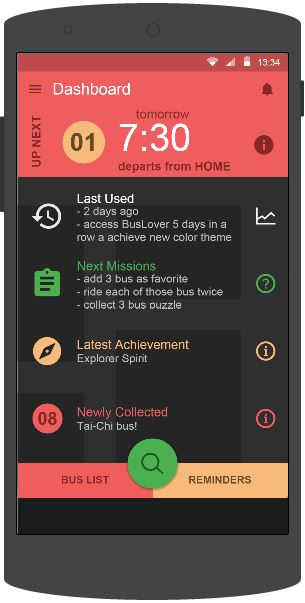 13:34
Dashboard
UP NEXT
01
tomorrow
7:30
departs from HOME
Last Used
- 2 days ago
- access BusLover 5 days in a
row a achieve new color theme
Next Missions
- add 3 bus as favorite
- ride each of those bus twice
- collect 3 bus puzzle
Latest Achievement
Explorer Spirit
08
Newly Collected
Tai-Chi bus!
BUS LIST
REMINDERS